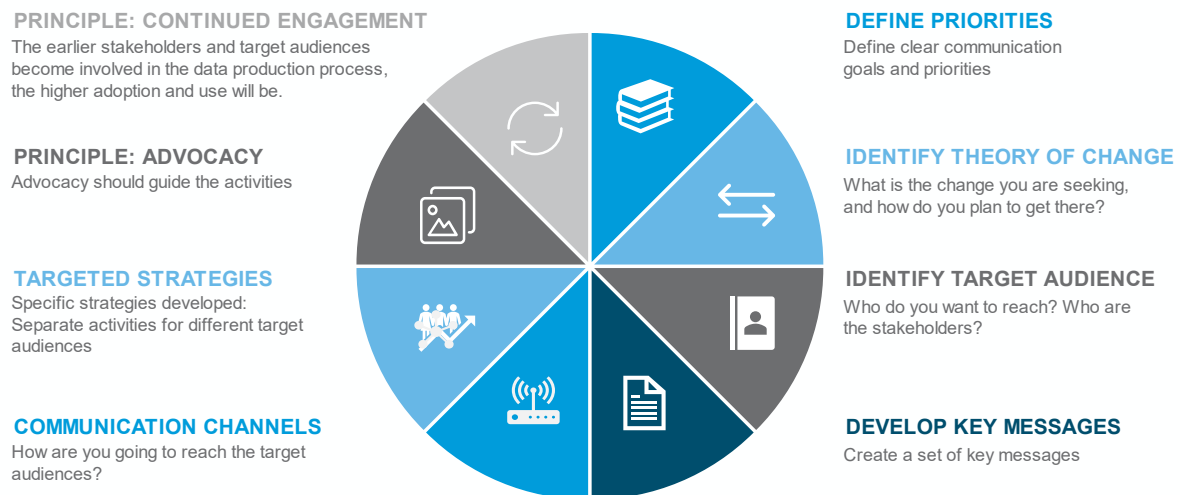 PRINCIPLE: CONTINUED ENGAGEMENT
The earlier stakeholders and target audiences
become involved in the data production process,
the higher adoption and use will be.
PRINCIPLE: ADVOCACY
Advocacy should guide the activities
TARGETED STRATEGIES
Specific strategies developed:
Separate activities for different target
audiences
COMMUNICATION CHANNELS
How are you going to reach the target
audiences?
DEFINE PRIORITIES
Define clear communication
goals and priorities
IDENTIFY THEORY OF CHANGE
What is the change you are seeking,
and how do you plan to get there?
IDENTIFY TARGET AUDIENCE
Who do you want to reach? Who are
the stakeholders?
DEVELOP KEY MESSAGES
Create a set of key messages